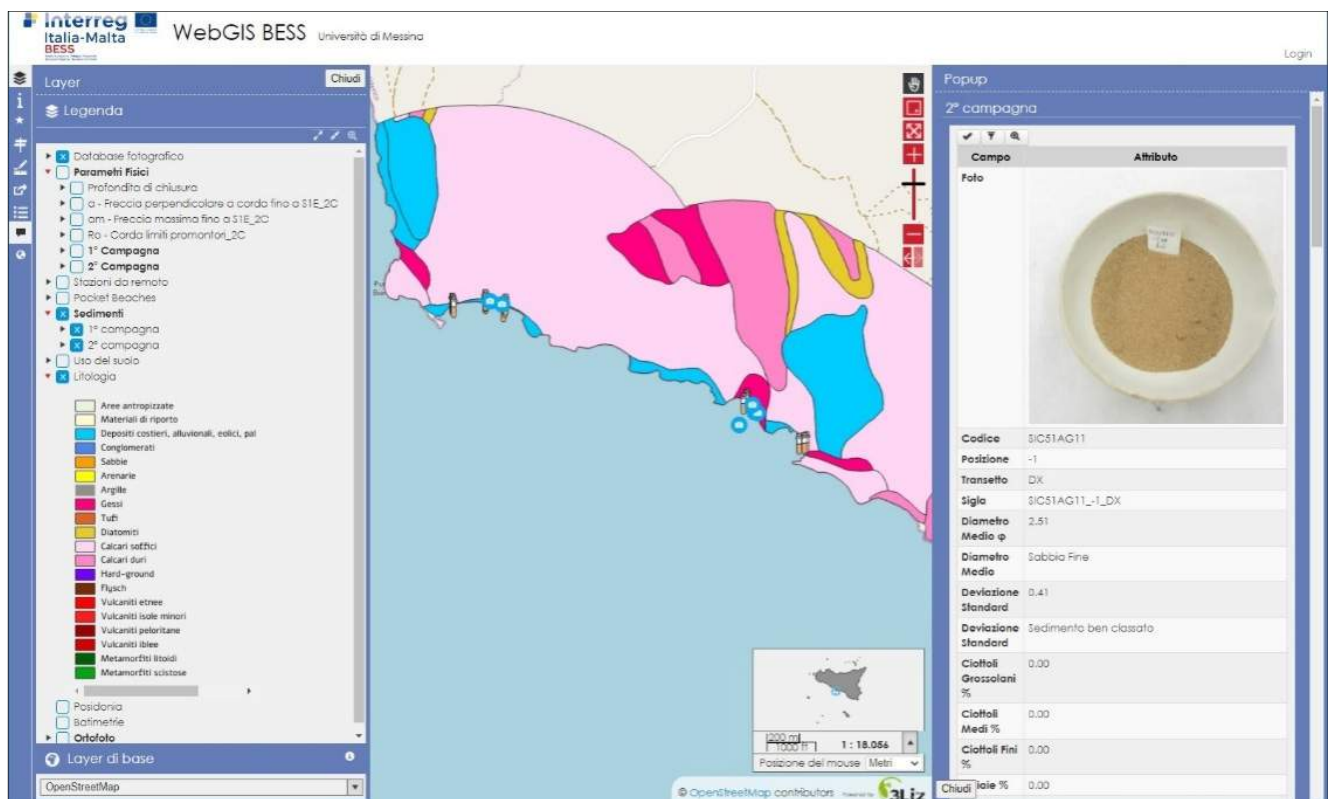 Interreg
Italia-Malta
BESS
WebGIS BESS Università di Messina
Login
Layer
Chiudi
Legenda
Database fotografico
Parametri Fisici
Profondita di chiusura
a - Freccia perpendicolare a corda fino a S1E_2C
am - Freccia massima fino a S1E_2C
Ro - Corda limiti promontori_2C
1° Campagna
2° Campagna
Stazioni da remoto
Pocket Beaches
Sedimenti
1° campagna
2° campagna
Uso del suolo
Litologia
Aree antropizzate
Materiali di riporto
Depositi costieri, alluvionali, eolici, pal
Conglomerati
Sabbie
Arenarie
Argille
Gessi
Tufi
Diatomiti
Calcari soffici
Calcari duri
Hard-ground
Flysch
Vulcaniti etnee
Vulcaniti isole minori
Vulcaniti peloritane
Vulcaniti iblee
Metamorfiti litoidi
Metamorfiti scistose
Posidonia
Batimetrie
Ortofoto
Layer di base
OpenStreetMap
200 m
1000 ft
1 : 18.056
Posizione del mouse Metri
© OpenStreetMap contributors
3Liz
Popup
2° campagna
Campo Attributo
Foto
Codice SIC51AG11
Posizione -1
Transetto DX
Sigla SIC51AG11_-1_DX
Diametro Medio φ 2.51
Diametro Medio Sabbia Fine
Deviazione Standard 0.41
Deviazione Standard Sedimento ben classato
Ciottoli Grossolani % 0.00
Ciottoli Medi % 0.00
Ciottoli Fini % 0.00
Chiudi
% 0.00